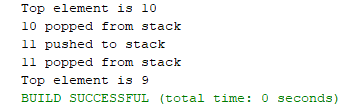 Top element is 10
10 popped from stack
11 pushed to stack
11 popped from stack
Top element is 9
BUILD SUCCESSFUL (total time: 0 seconds)